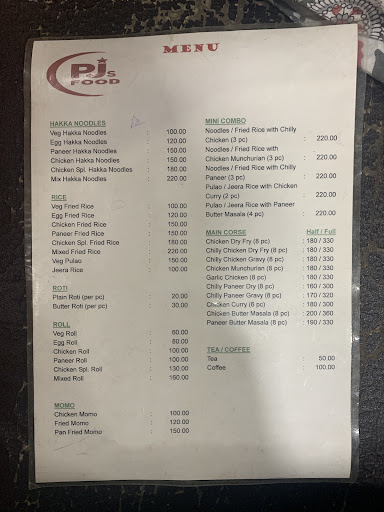 MENU
PJs
FOOD
HAKKA NOODLES
Veg Hakka Noodles : 100.00
Egg Hakka Noodles : 120.00
Paneer Hakka Noodles : 150.00
Chicken Hakka Noodles : 150.00
Chicken Spl. Hakka Noodles : 180.00
Mix Hakka Noodles : 220.00
RICE
Veg Fried Rice : 100.00
Egg Fried Rice : 120.00
Chicken Fried Rice : 150.00
Paneer Fried Rice : 150.00
Chicken Spl. Fried Rice : 180.00
Mixed Fried Rice : 220.00
Veg Pulao : 150.00
Jeera Rice : 100.00
ROTI
Plain Roti (per pc) : 20.00
Butter Roti (per pc) : 30.00
ROLL
Veg Roll : 60.00
Egg Roll : 80.00
Chicken Roll : 100.00
Paneer Roll : 100.00
Chicken Spl. Roll : 130.00
Mixed Roll : 160.00
MOMO
Chicken Momo : 100.00
Fried Momo : 120.00
Pan Fried Momo : 150.00
MINI COMBO
Noodles / Fried Rice with Chilly
Chicken (3 pc) : 220.00
Noodles / Fried Rice with
Chicken Munchurian (3 pc) : 220.00
Noodles / Fried Rice with Chilly
Paneer (3 pc) : 220.00
Pulao / Jeera Rice with Chicken
Curry (2 pc) : 220.00
Pulao / Jeera Rice with Paneer
Butter Masala (4 pc) : 220.00
MAIN CORSE Half / Full
Chicken Dry Fry (8 pc) : 180 / 330
Chilly Chicken Dry Fry (8 pc) : 180 / 330
Chilly Chicken Gravy (8 pc) : 180 / 330
Chicken Munchurian (8 pc) : 180 / 330
Garlic Chicken (8 pc) : 180 / 330
Chilly Paneer Dry (8 pc) : 160 / 300
Chilly Paneer Gravy (8 pc) : 170 / 320
Chicken Curry (6 pc) : 180 / 300
Chicken Butter Masala (8 pc) : 200 / 360
Paneer Butter Masala (8 pc) : 190 / 330
TEA / COFFEE
Tea : 50.00
Coffee : 100.00